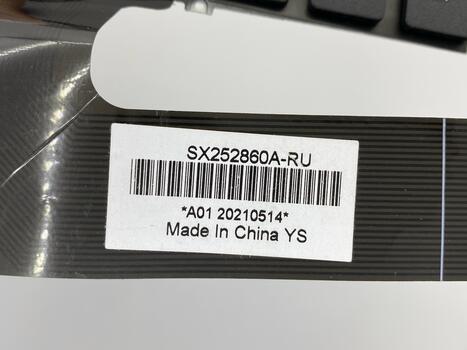 SX252860A-RU
*A01 20210514*
Made In China YS